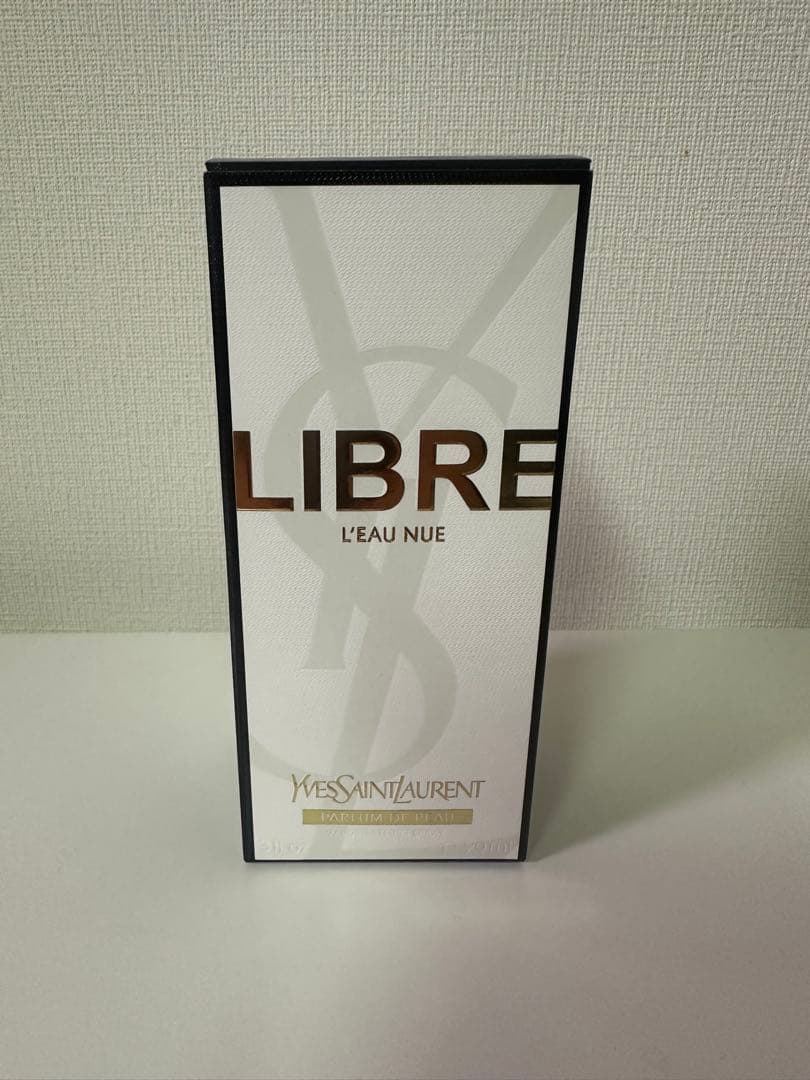 LIBRE
L'EAU NUE
YVESSAINTLAURENT
PARFUM DE PEAU